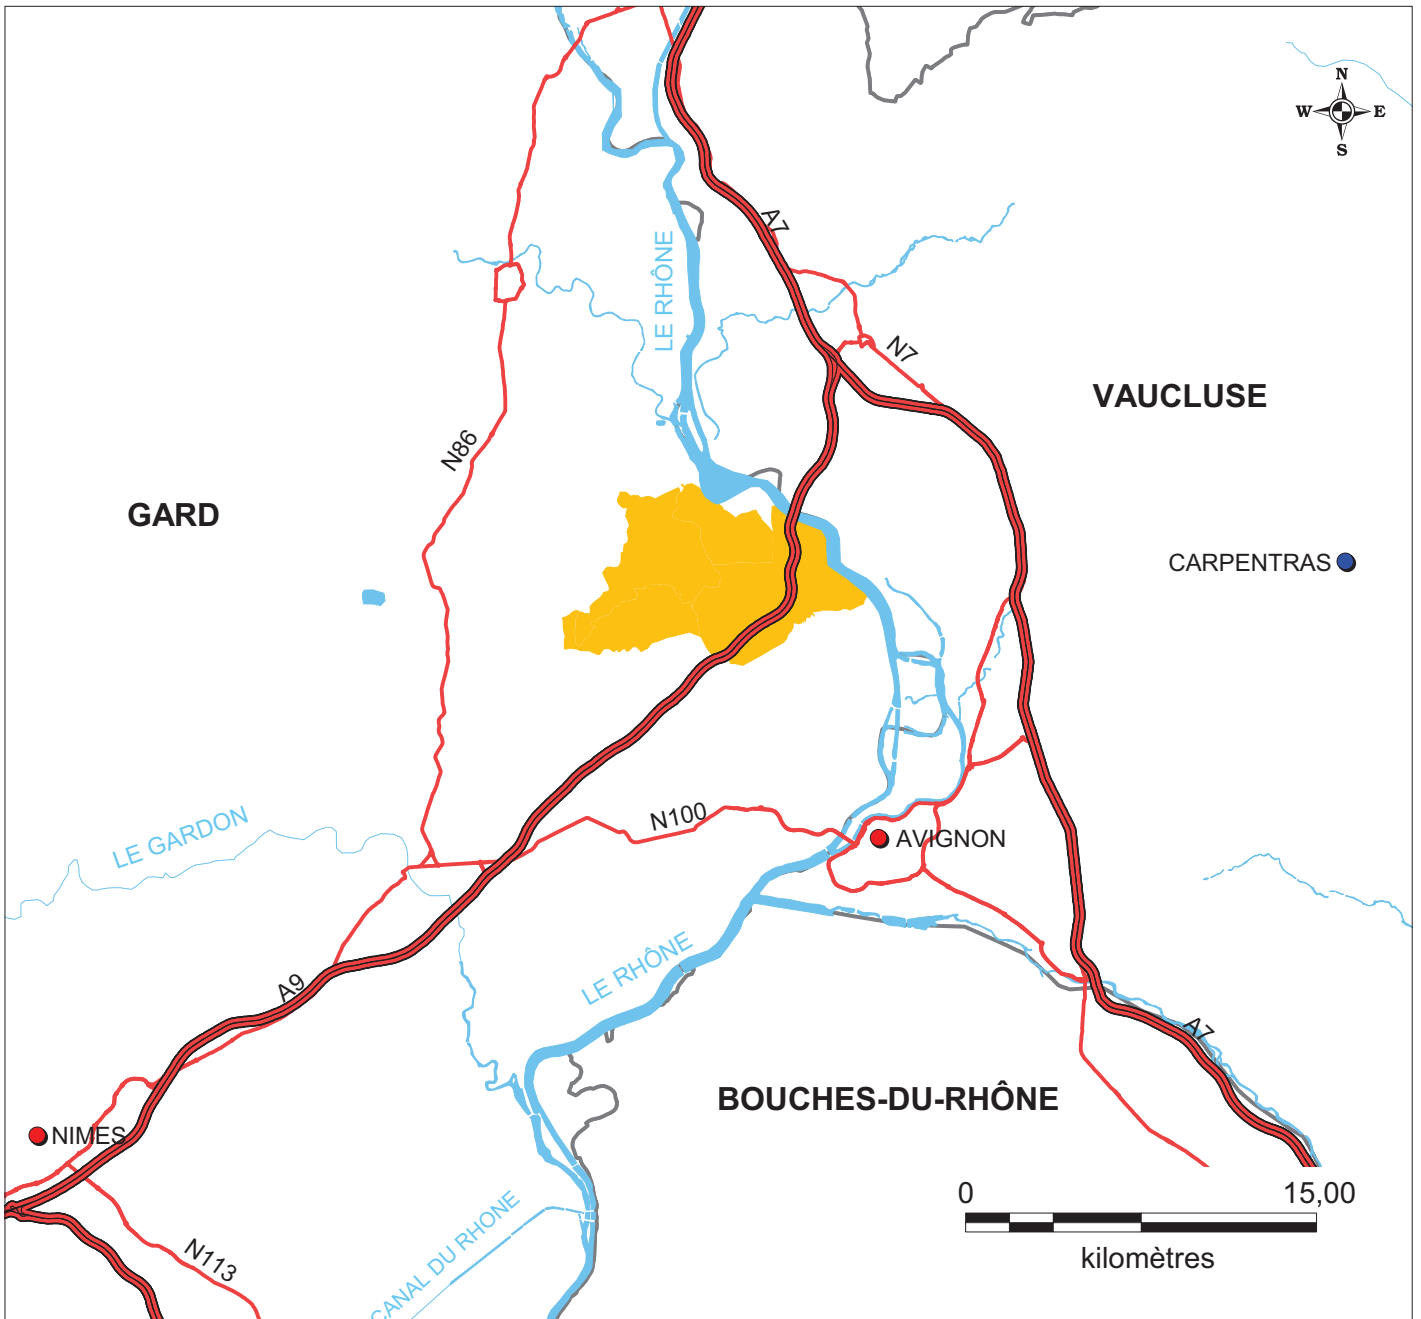 N
W E
S
A7
LE RHÔNE
N7
VAUCLUSE
N86
GARD
CARPENTRAS
N100
LE GARDON
AVIGNON
LE RHÔNE
A9
A7
BOUCHES-DU-RHÔNE
NIMES
0 15,00
kilomètres
CANAL DU RHONE
N113